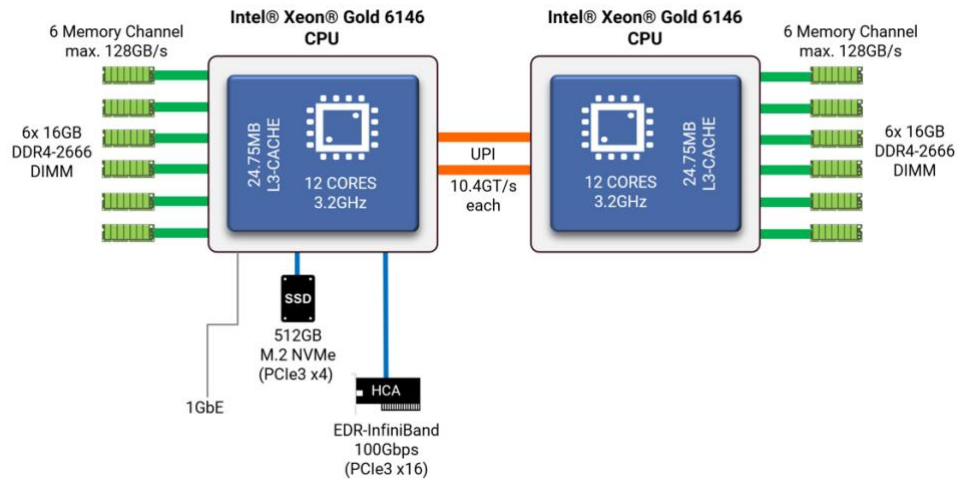 Intel® Xeon® Gold 6146
CPU
Intel® Xeon® Gold 6146
CPU
6 Memory Channel
max. 128GB/s
6 Memory Channel
max. 128GB/s
6x 16GB
DDR4-2666
DIMM
24.75MB
L3-CACHE
12 CORES
3.2GHz
UPI
10.4GT/s
each
12 CORES
3.2GHz
24.75MB
L3-CACHE
6x 16GB
DDR4-2666
DIMM
SSD
512GB
M.2 NVMe
(PCIe3 x4)
1GbE
HCA
EDR-InfiniBand
100Gbps
(PCIe3 x16)